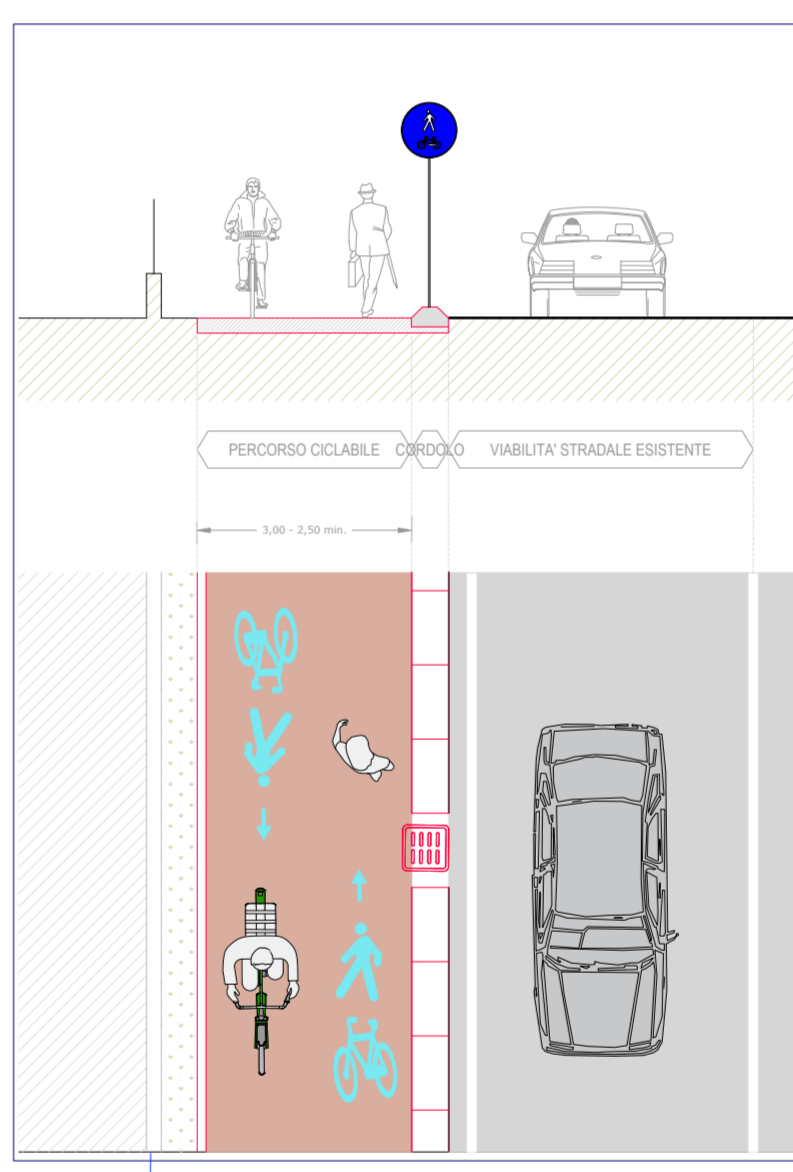 PERCORSO CICLABILE
CORDOLO
VIABILITA' STRADALE ESISTENTE
3,00 - 2,50 min.